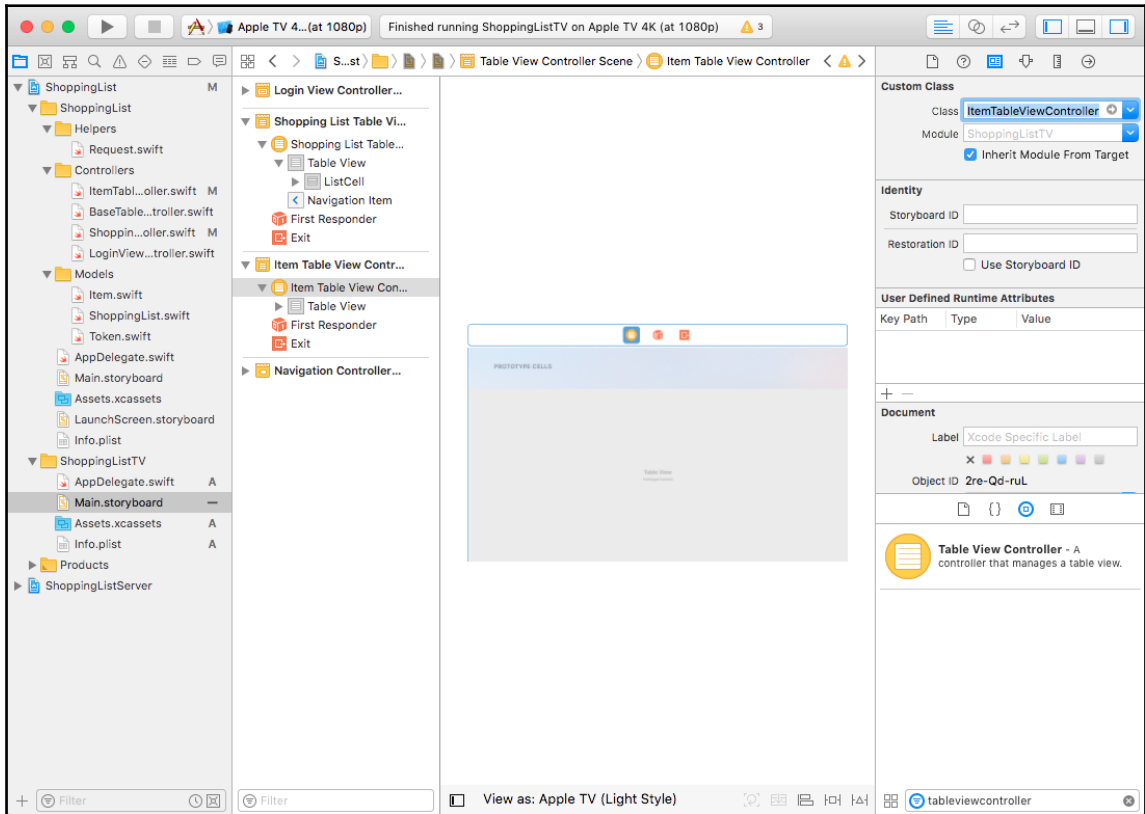 Apple TV 4...(at 1080p)
Finished running ShoppingListTV on Apple TV 4K (at 1080p)
3
S...st
Table View Controller Scene
Item Table View Controller
ShoppingList M
ShoppingList
Helpers
Request.swift
Controllers
ItemTabl...oller.swift M
BaseTable...troller.swift
Shoppin...oller.swift M
LoginView...troller.swift
Models
Item.swift
ShoppingList.swift
Token.swift
AppDelegate.swift
Main.storyboard
Assets.xcassets
LaunchScreen.storyboard
Info.plist
ShoppingListTV
AppDelegate.swift A
Main.storyboard —
Assets.xcassets A
Info.plist A
Products
ShoppingListServer
Filter
Login View Controller...
Shopping List Table Vi...
Shopping List Table...
Table View
ListCell
Navigation Item
First Responder
Exit
Item Table View Contr...
Item Table View Con...
Table View
First Responder
Exit
Navigation Controller...
Filter
PROTOTYPE CELLS
Table View
Prototype Content
View as: Apple TV (Light Style)
Custom Class
Class ItemTableViewController
Module ShoppingListTV
Inherit Module From Target
Identity
Storyboard ID
Restoration ID
Use Storyboard ID
User Defined Runtime Attributes
Key Path Type Value
Document
Label Xcode Specific Label
Object ID 2re-Qd-ruL
Table View Controller - A
controller that manages a table view.
tableviewcontroller